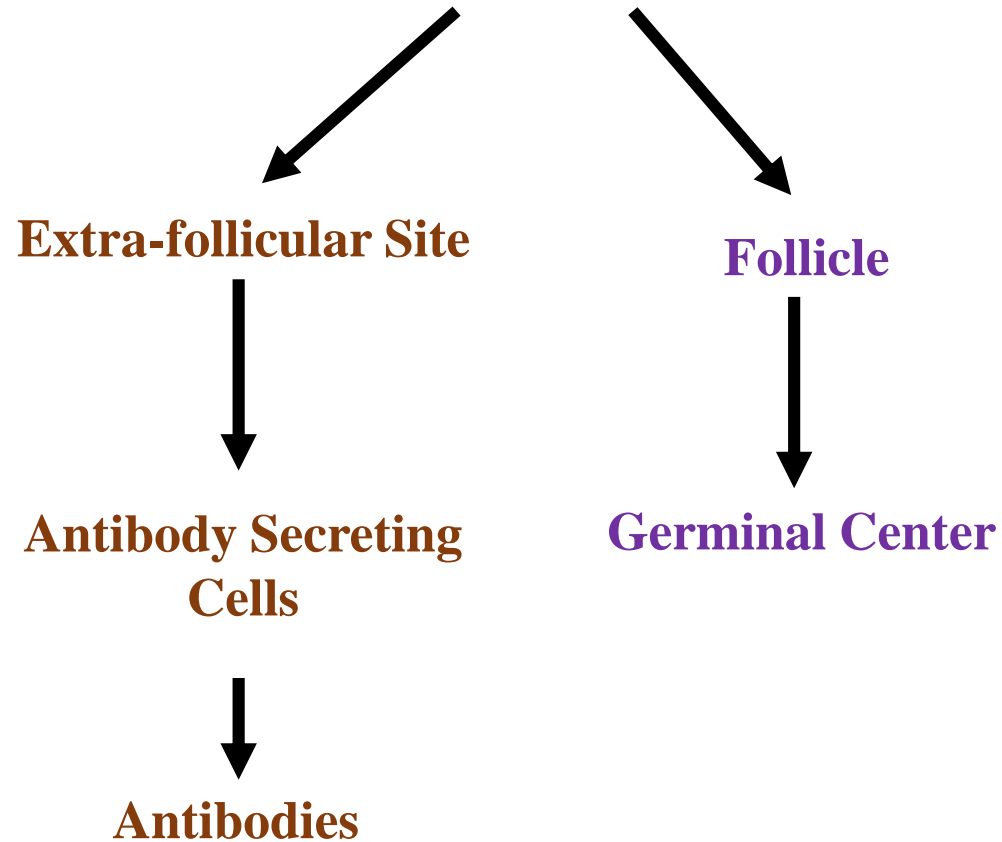 Extra-follicular Site
Follicle
Antibody Secreting
Cells
Germinal Center
Antibodies